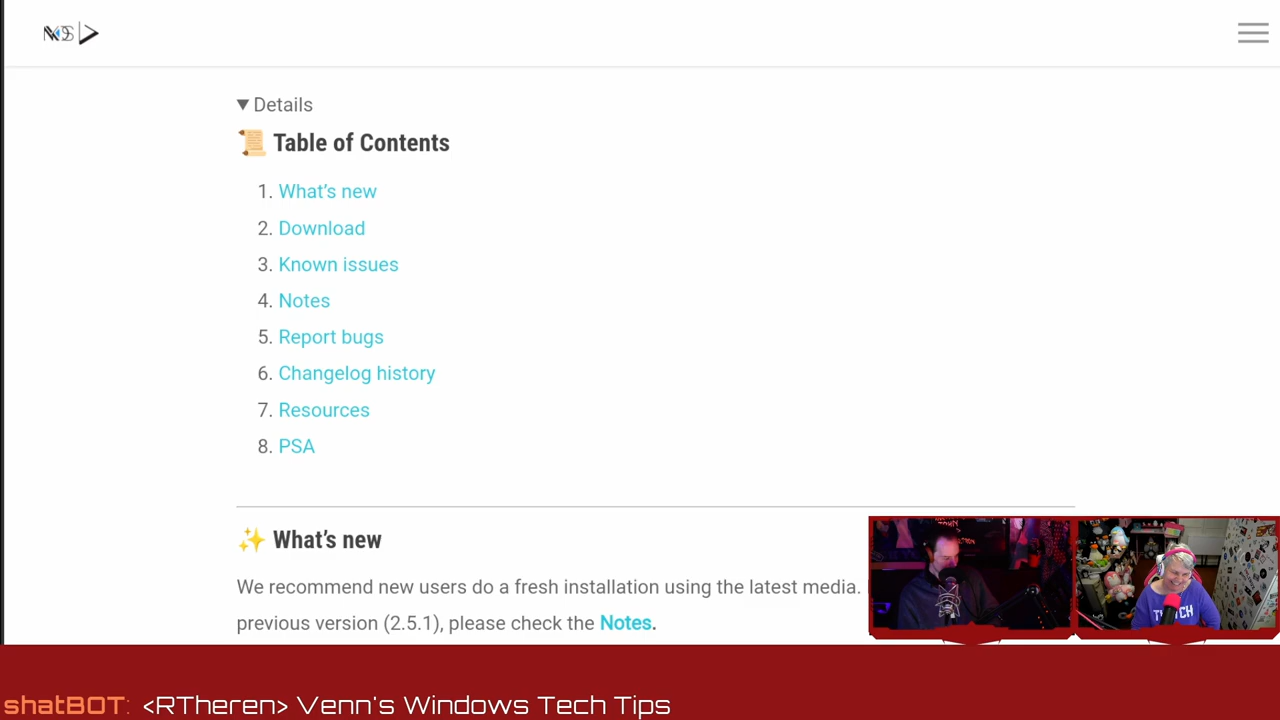 ▼ Details
📜 Table of Contents
1. What's new
2. Download
3. Known issues
4. Notes
5. Report bugs
6. Changelog history
7. Resources
8. PSA
✨ What's new
We recommend new users do a fresh installation using the latest media.
previous version (2.5.1), please check the Notes.
shatBOT: <RTheren> Venn's Windows Tech Tips